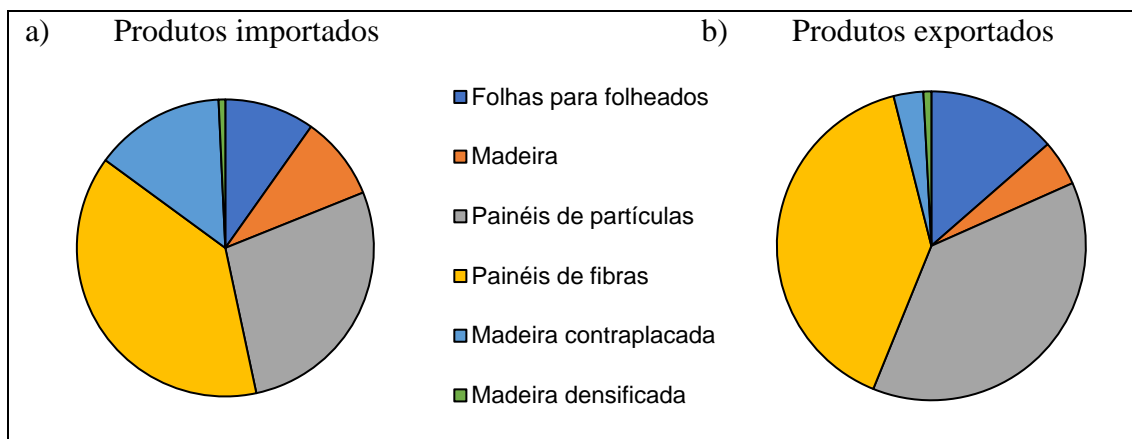 a) Produtos importados
b) Produtos exportados
Folhas para folheados
Madeira
Painéis de partículas
Painéis de fibras
Madeira contraplacada
Madeira densificada